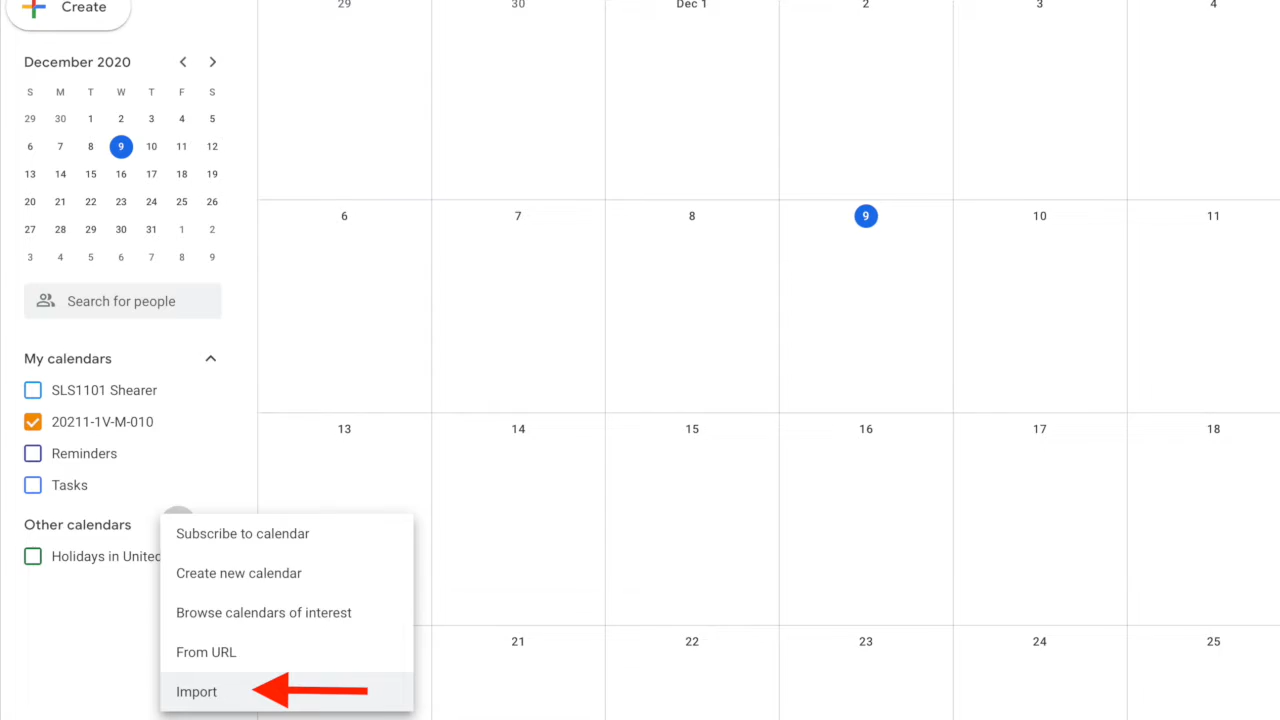 Create
December 2020
S M T W T F S
29 30 1 2 3 4 5
6 7 8 9 10 11 12
13 14 15 16 17 18 19
20 21 22 23 24 25 26
27 28 29 30 31 1 2
3 4 5 6 7 8 9
Search for people
My calendars
SLS1101 Shearer
20211-1V-M-010
Reminders
Tasks
Other calendars
Holidays in United
Subscribe to calendar
Create new calendar
Browse calendars of interest
From URL
Import
29 30 Dec 1 2 3 4
6 7 8 9 10 11
13 14 15 16 17 18
21 22 23 24 25